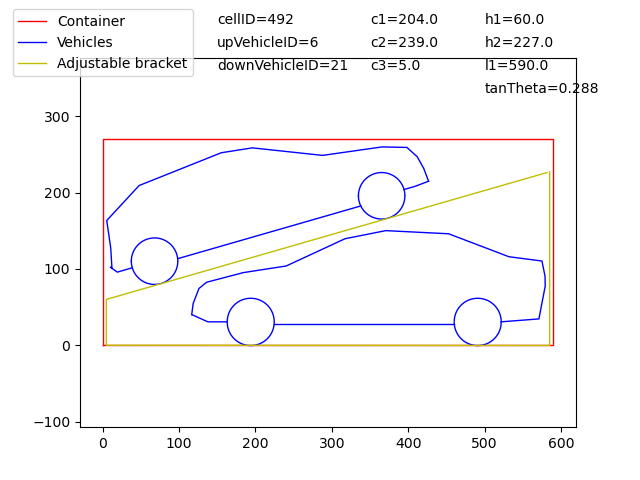 Container
Vehicles
Adjustable bracket
cellID=492
upVehicleID=6
downVehicleID=21
c1=204.0
c2=239.0
c3=5.0
h1=60.0
h2=227.0
l1=590.0
tanTheta=0.288
300
200
100
0
−100
0 100 200 300 400 500 600